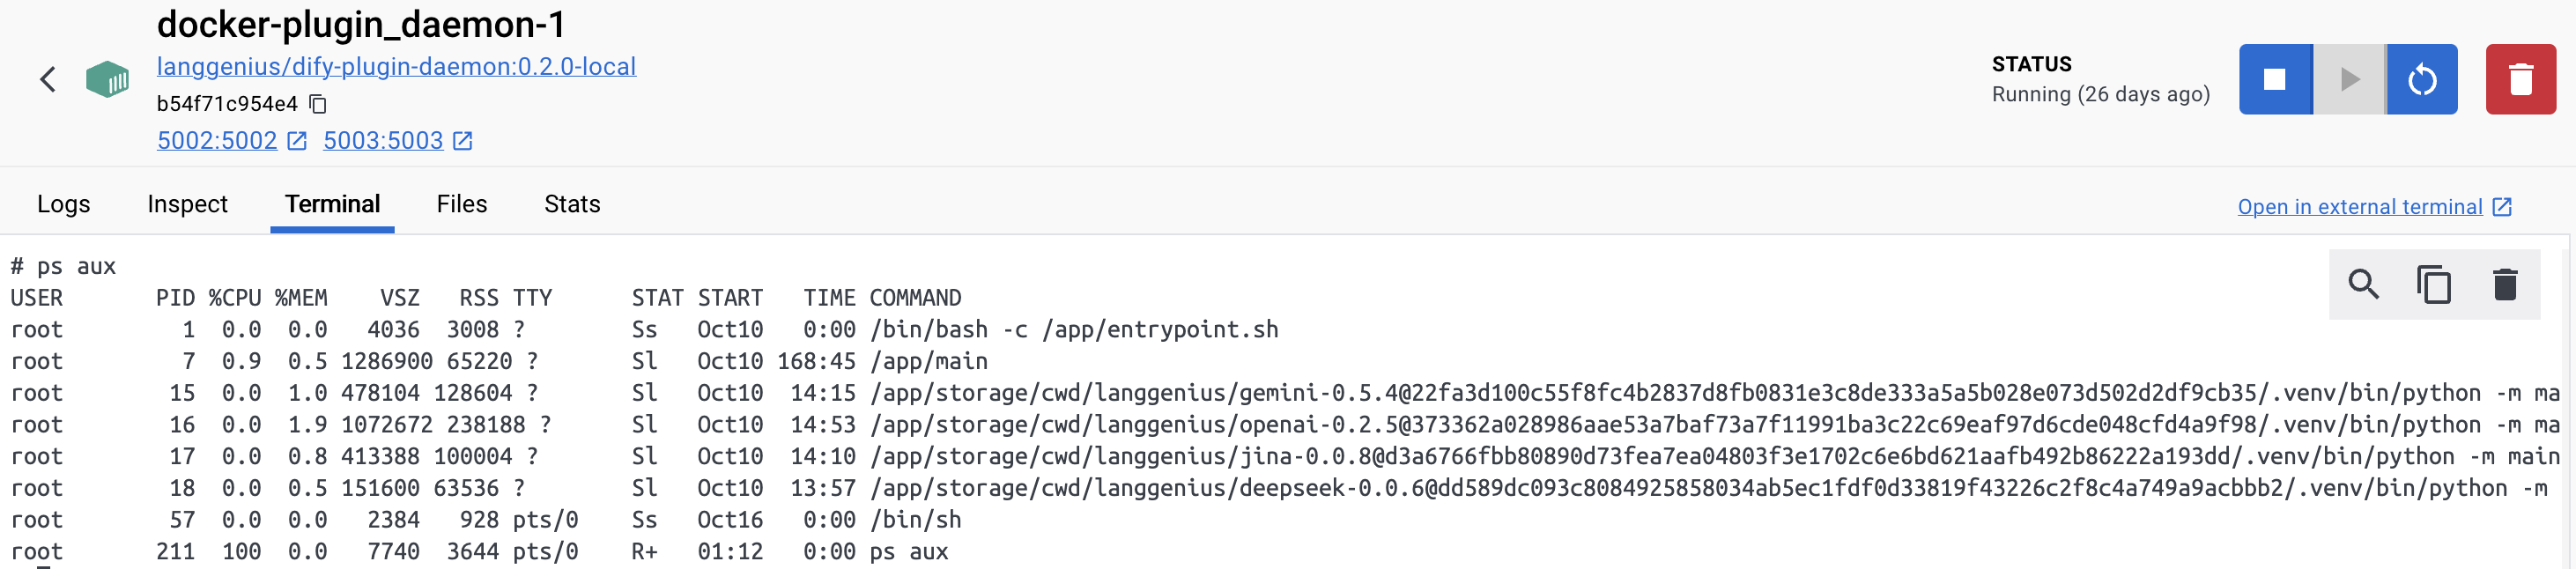 docker-plugin_daemon-1
langgenius/dify-plugin-daemon:0.2.0-local
b54f71c954e4
5002:5002 5003:5003
STATUS
Running (26 days ago)
Logs Inspect Terminal Files Stats
Open in external terminal
# ps aux
USER PID %CPU %MEM VSZ RSS TTY STAT START TIME COMMAND
root 1 0.0 0.0 4036 3008 ? Ss Oct10 0:00 /bin/bash -c /app/entrypoint.sh
root 7 0.9 0.5 1286900 65220 ? Sl Oct10 168:45 /app/main
root 15 0.0 1.0 478104 128604 ? Sl Oct10 14:15 /app/storage/cwd/langgenius/gemini-0.5.4@22fa3d100c55f8fc4b2837d8fb0831e3c8de333a5a5b028e073d502d2df9cb35/.venv/bin/python -m ma
root 16 0.0 1.9 1072672 238188 ? Sl Oct10 14:53 /app/storage/cwd/langgenius/openai-0.2.5@373362a028986aae53a7baf73a7f11991ba3c22c69eaf97d6cde048cfd4a9f98/.venv/bin/python -m ma
root 17 0.0 0.8 413388 100004 ? Sl Oct10 14:10 /app/storage/cwd/langgenius/jina-0.0.8@d3a6766fbb80890d73fea7ea04803f3e1702c6e6bd621aafb492b86222a193dd/.venv/bin/python -m main
root 18 0.0 0.5 151600 63536 ? Sl Oct10 13:57 /app/storage/cwd/langgenius/deepseek-0.0.6@dd589dc093c8084925858034ab5ec1fdf0d33819f43226c2f8c4a749a9acbbb2/.venv/bin/python -m
root 57 0.0 0.0 2384 928 pts/0 Ss Oct16 0:00 /bin/sh
root 211 100 0.0 7740 3644 pts/0 R+ 01:12 0:00 ps aux